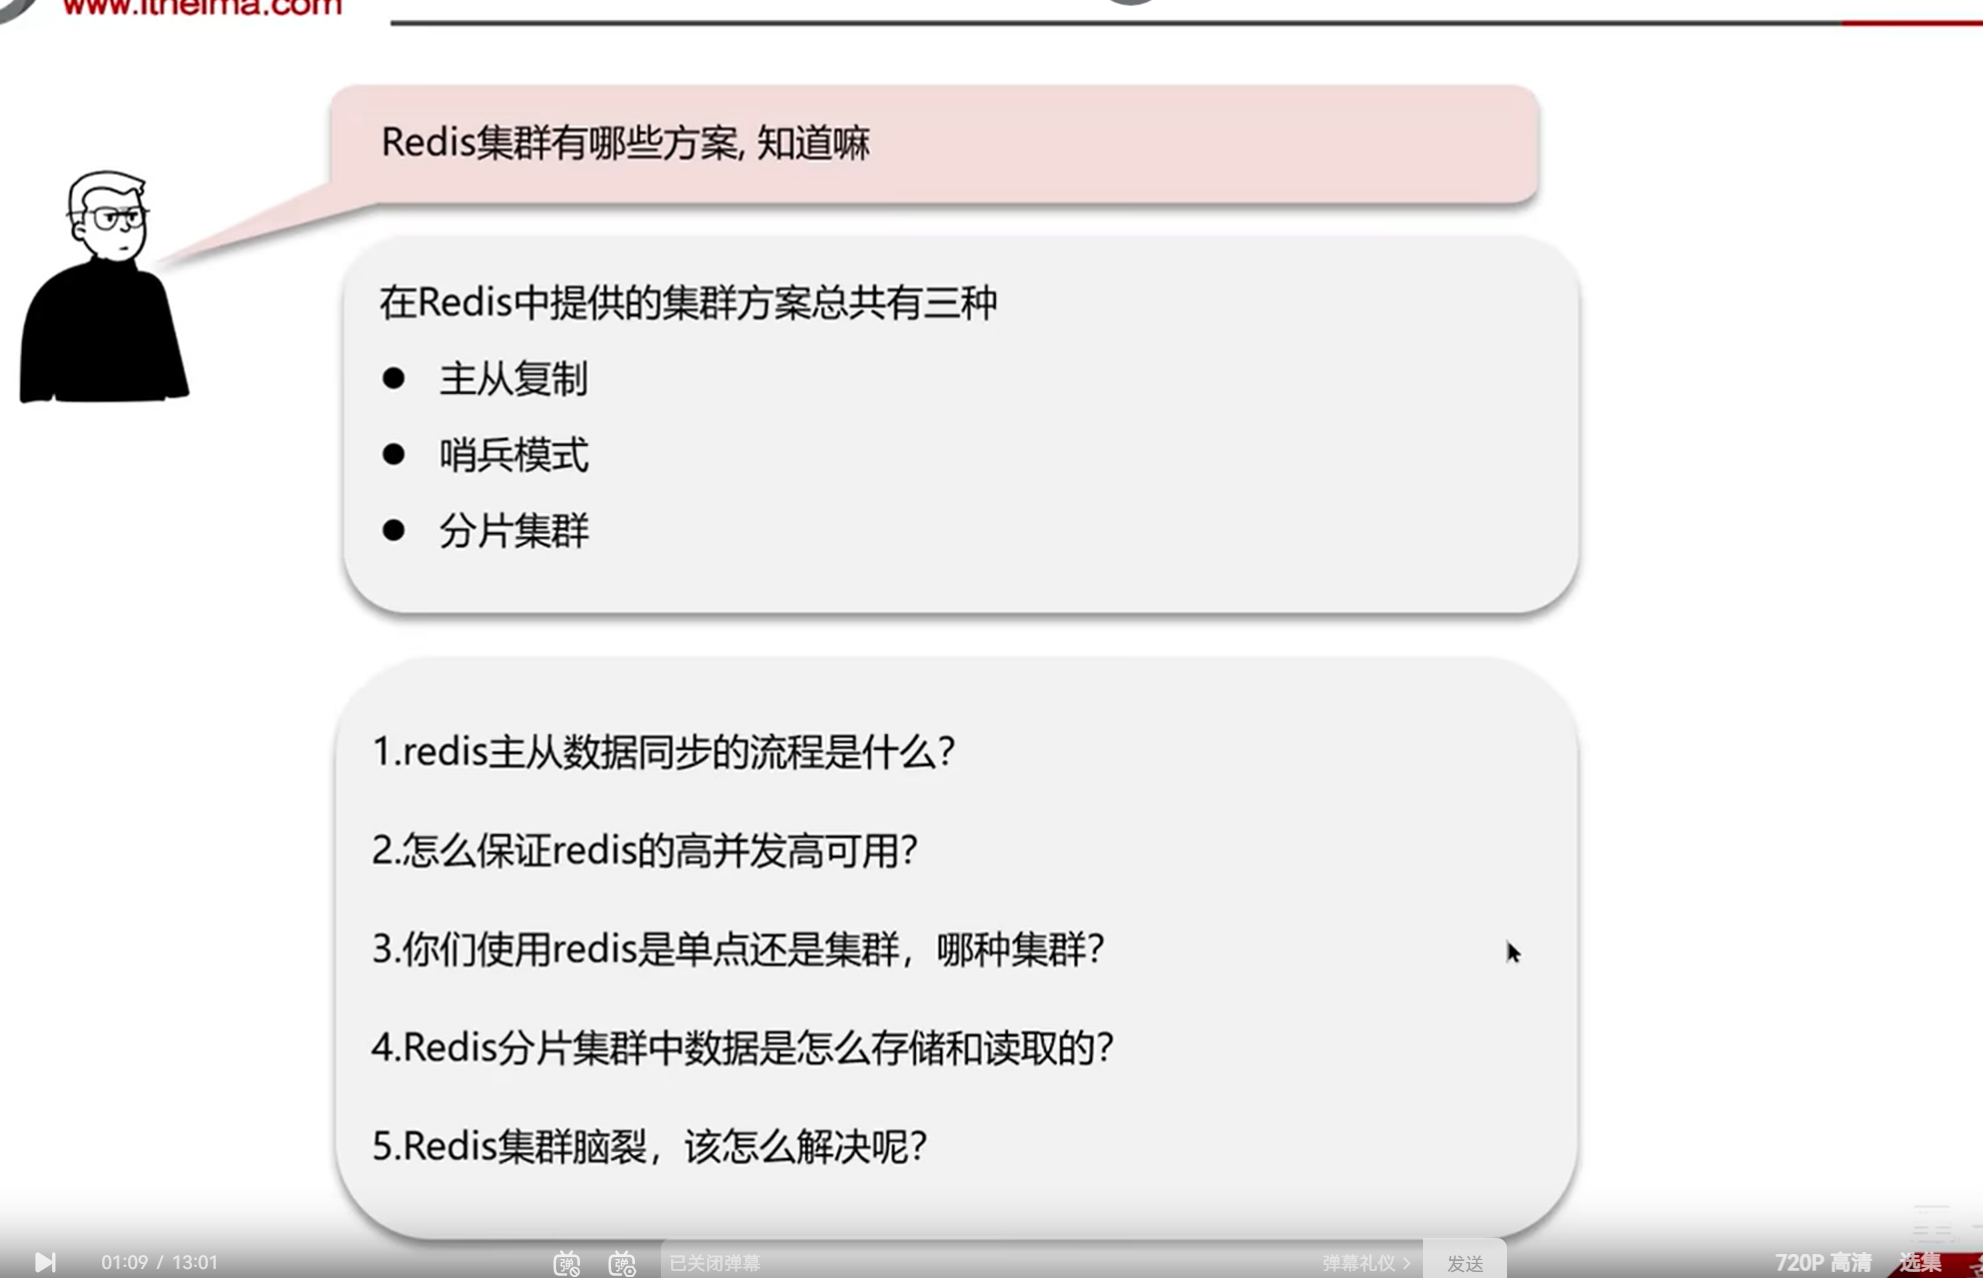 www.itheima.com
Redis集群有哪些方案, 知道嘛
在Redis中提供的集群方案总共有三种
● 主从复制
● 哨兵模式
● 分片集群
1.redis主从数据同步的流程是什么?
2.怎么保证redis的高并发高可用?
3.你们使用redis是单点还是集群，哪种集群?
4.Redis分片集群中数据是怎么存储和读取的?
5.Redis集群脑裂，该怎么解决呢?
01:09 / 13:01 已关闭弹幕 弹幕礼仪 > 发送 720P 高清 选集